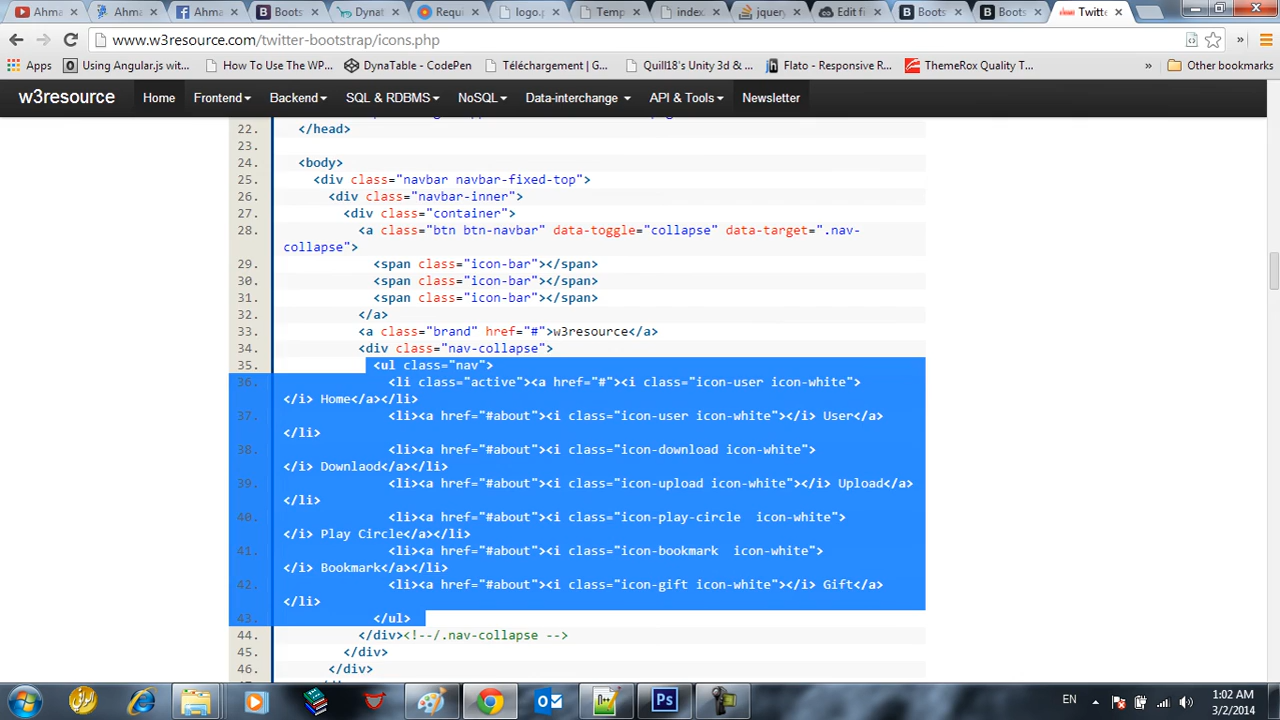 Ahma
Ahma
Ahma
Boots
Dynat
Requi
logo.p
Temp
index.
jquery
Edit fi
Boots
Boots
Twitte
www.w3resource.com/twitter-bootstrap/icons.php
Apps
Using Angular.js wit...
How To Use The WP...
DynaTable - CodePen
Téléchargement | G...
Quill18's Unity 3d & ...
Flato - Responsive R...
ThemeRox Quality T...
»
Other bookmarks
w3resource Home Frontend Backend SQL & RDBMS NoSQL Data-interchange API & Tools Newsletter
22. </head>
23.
24. <body>
25. <div class="navbar navbar-fixed-top">
26. <div class="navbar-inner">
27. <div class="container">
28. <a class="btn btn-navbar" data-toggle="collapse" data-target=".nav-
collapse">
29. <span class="icon-bar"></span>
30. <span class="icon-bar"></span>
31. <span class="icon-bar"></span>
32. </a>
33. <a class="brand" href="#">w3resource</a>
34. <div class="nav-collapse">
35. <ul class="nav">
36. <li class="active"><a href="#"><i class="icon-user icon-white">
</i> Home</a></li>
37. <li><a href="#about"><i class="icon-user icon-white"></i> User</a>
</li>
38. <li><a href="#about"><i class="icon-download icon-white">
</i> Downlaod</a></li>
39. <li><a href="#about"><i class="icon-upload icon-white"></i> Upload</a>
</li>
40. <li><a href="#about"><i class="icon-play-circle  icon-white">
</i> Play Circle</a></li>
41. <li><a href="#about"><i class="icon-bookmark  icon-white">
</i> Bookmark</a></li>
42. <li><a href="#about"><i class="icon-gift icon-white"></i> Gift</a>
</li>
43. </ul>
44. </div><!--/.nav-collapse -->
45. </div>
46. </div>
Ps
EN
1:02 AM
3/2/2014